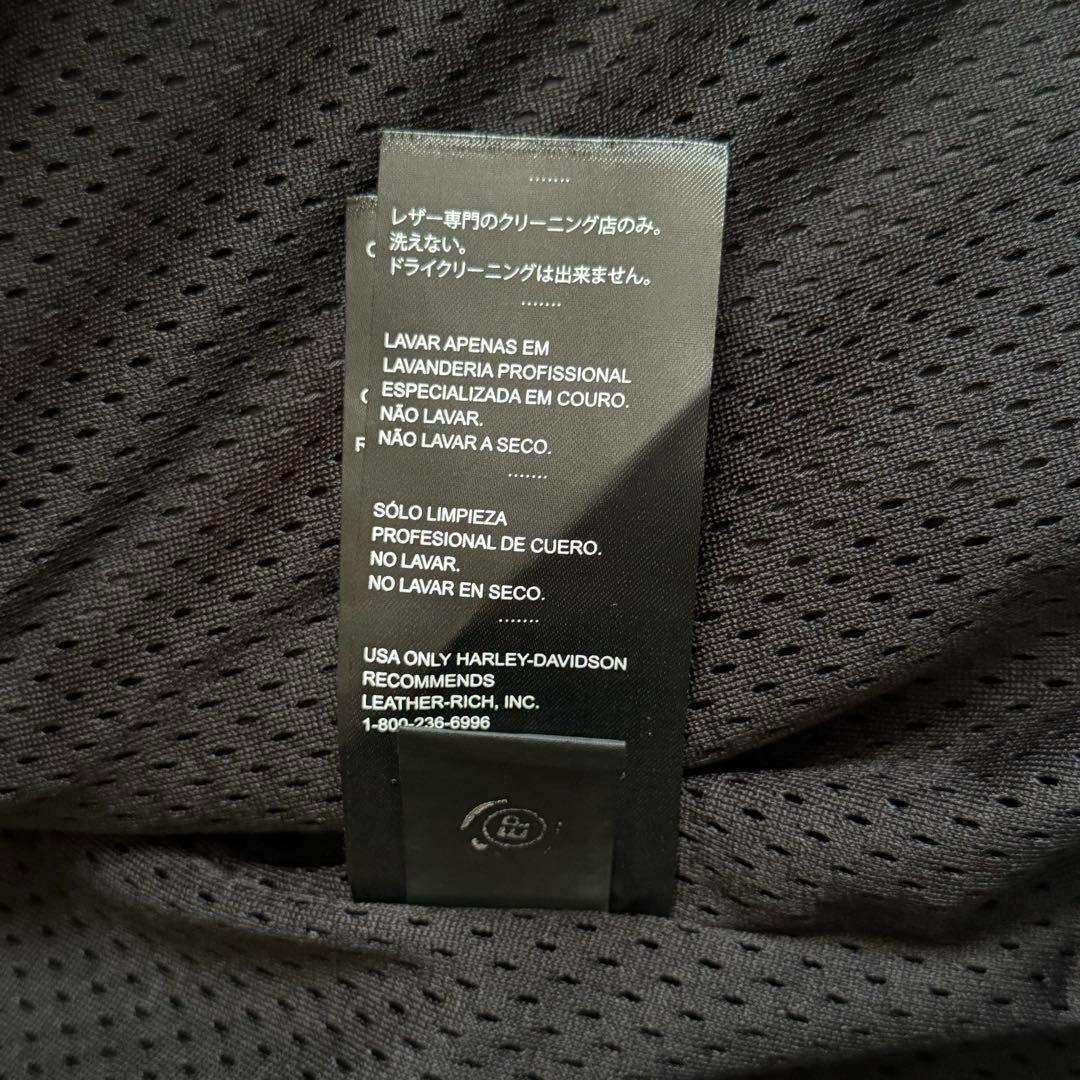 .......
レザー専門のクリーニング店のみ。
洗えない。
ドライクリーニングは出来ません。
.......
LAVAR APENAS EM
LAVANDERIA PROFISSIONAL
ESPECIALIZADA EM COURO.
NÃO LAVAR.
NÃO LAVAR A SECO.
.......
SÓLO LIMPIEZA
PROFESIONAL DE CUERO.
NO LAVAR.
NO LAVAR EN SECO.
.......
USA ONLY HARLEY-DAVIDSON
RECOMMENDS
LEATHER-RICH, INC.
1-800-236-6996